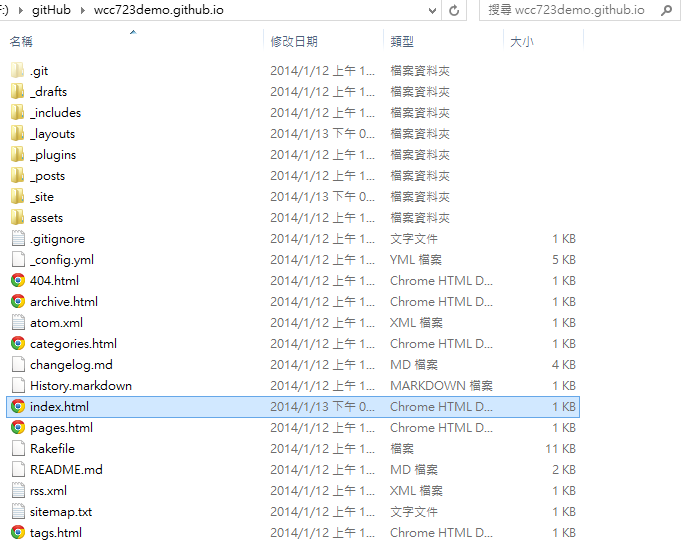 F:) › gitHub › wcc723demo.github.io 搜尋 wcc723demo.github.io
名稱 修改日期 類型 大小
.git 2014/1/12 上午 1... 檔案資料夾
_drafts 2014/1/12 上午 1... 檔案資料夾
_includes 2014/1/12 上午 1... 檔案資料夾
_layouts 2014/1/13 下午 0... 檔案資料夾
_plugins 2014/1/12 上午 1... 檔案資料夾
_posts 2014/1/12 上午 1... 檔案資料夾
_site 2014/1/13 下午 0... 檔案資料夾
assets 2014/1/12 上午 1... 檔案資料夾
.gitignore 2014/1/12 上午 1... 文字文件 1 KB
_config.yml 2014/1/12 上午 1... YML 檔案 5 KB
404.html 2014/1/12 上午 1... Chrome HTML D... 1 KB
archive.html 2014/1/12 上午 1... Chrome HTML D... 1 KB
atom.xml 2014/1/12 上午 1... XML 檔案 1 KB
categories.html 2014/1/12 上午 1... Chrome HTML D... 1 KB
changelog.md 2014/1/12 上午 1... MD 檔案 4 KB
History.markdown 2014/1/12 上午 1... MARKDOWN 檔案 1 KB
index.html 2014/1/13 下午 0... Chrome HTML D... 1 KB
pages.html 2014/1/12 上午 1... Chrome HTML D... 1 KB
Rakefile 2014/1/12 上午 1... 檔案 11 KB
README.md 2014/1/12 上午 1... MD 檔案 2 KB
rss.xml 2014/1/12 上午 1... XML 檔案 1 KB
sitemap.txt 2014/1/12 上午 1... 文字文件 1 KB
tags.html 2014/1/12 上午 1... Chrome HTML D... 1 KB